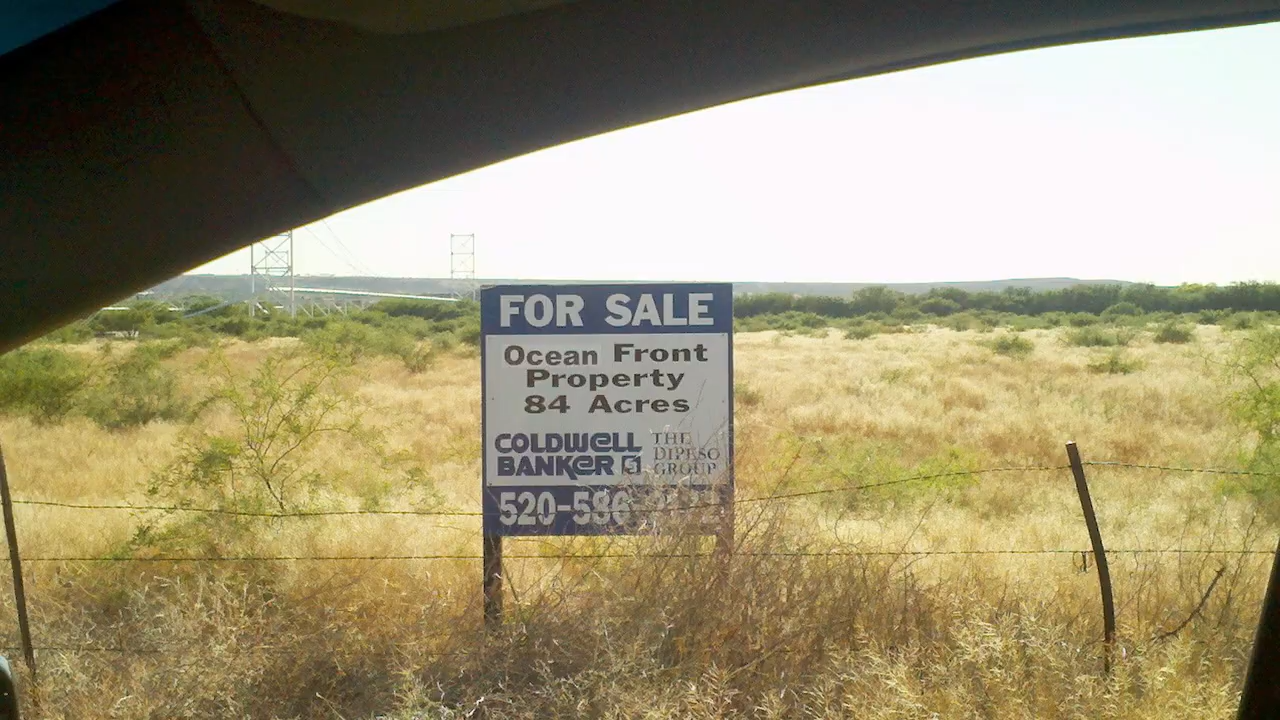 FOR SALE
Ocean Front
Property
84 Acres
COLDWELL
BANKER
THE
DIPESO
GROUP
520-586